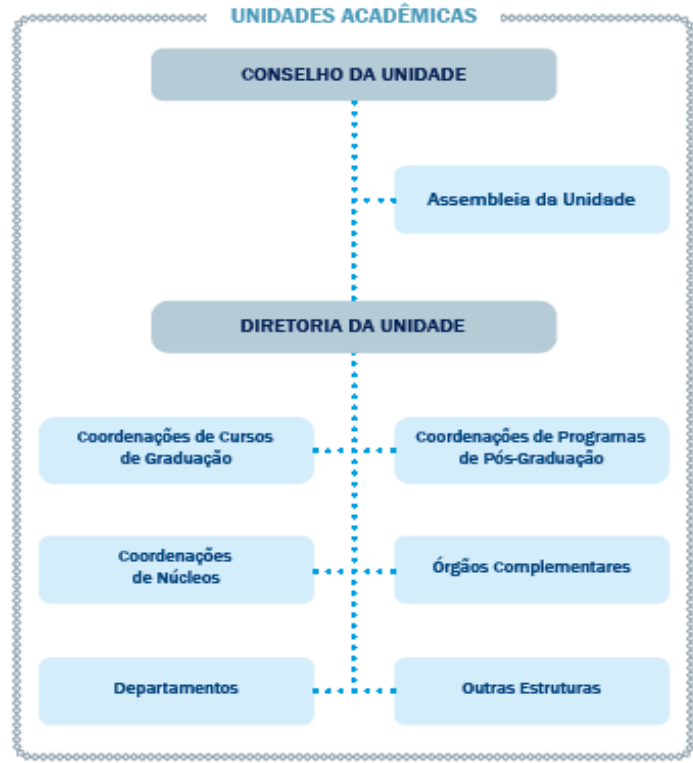 UNIDADES ACADÊMICAS
CONSELHO DA UNIDADE
Assembleia da Unidade
DIRETORIA DA UNIDADE
Coordenações de Cursos
de Graduação
Coordenações de Programas
de Pós-Graduação
Coordenações
de Núcleos
Órgãos Complementares
Departamentos
Outras Estruturas